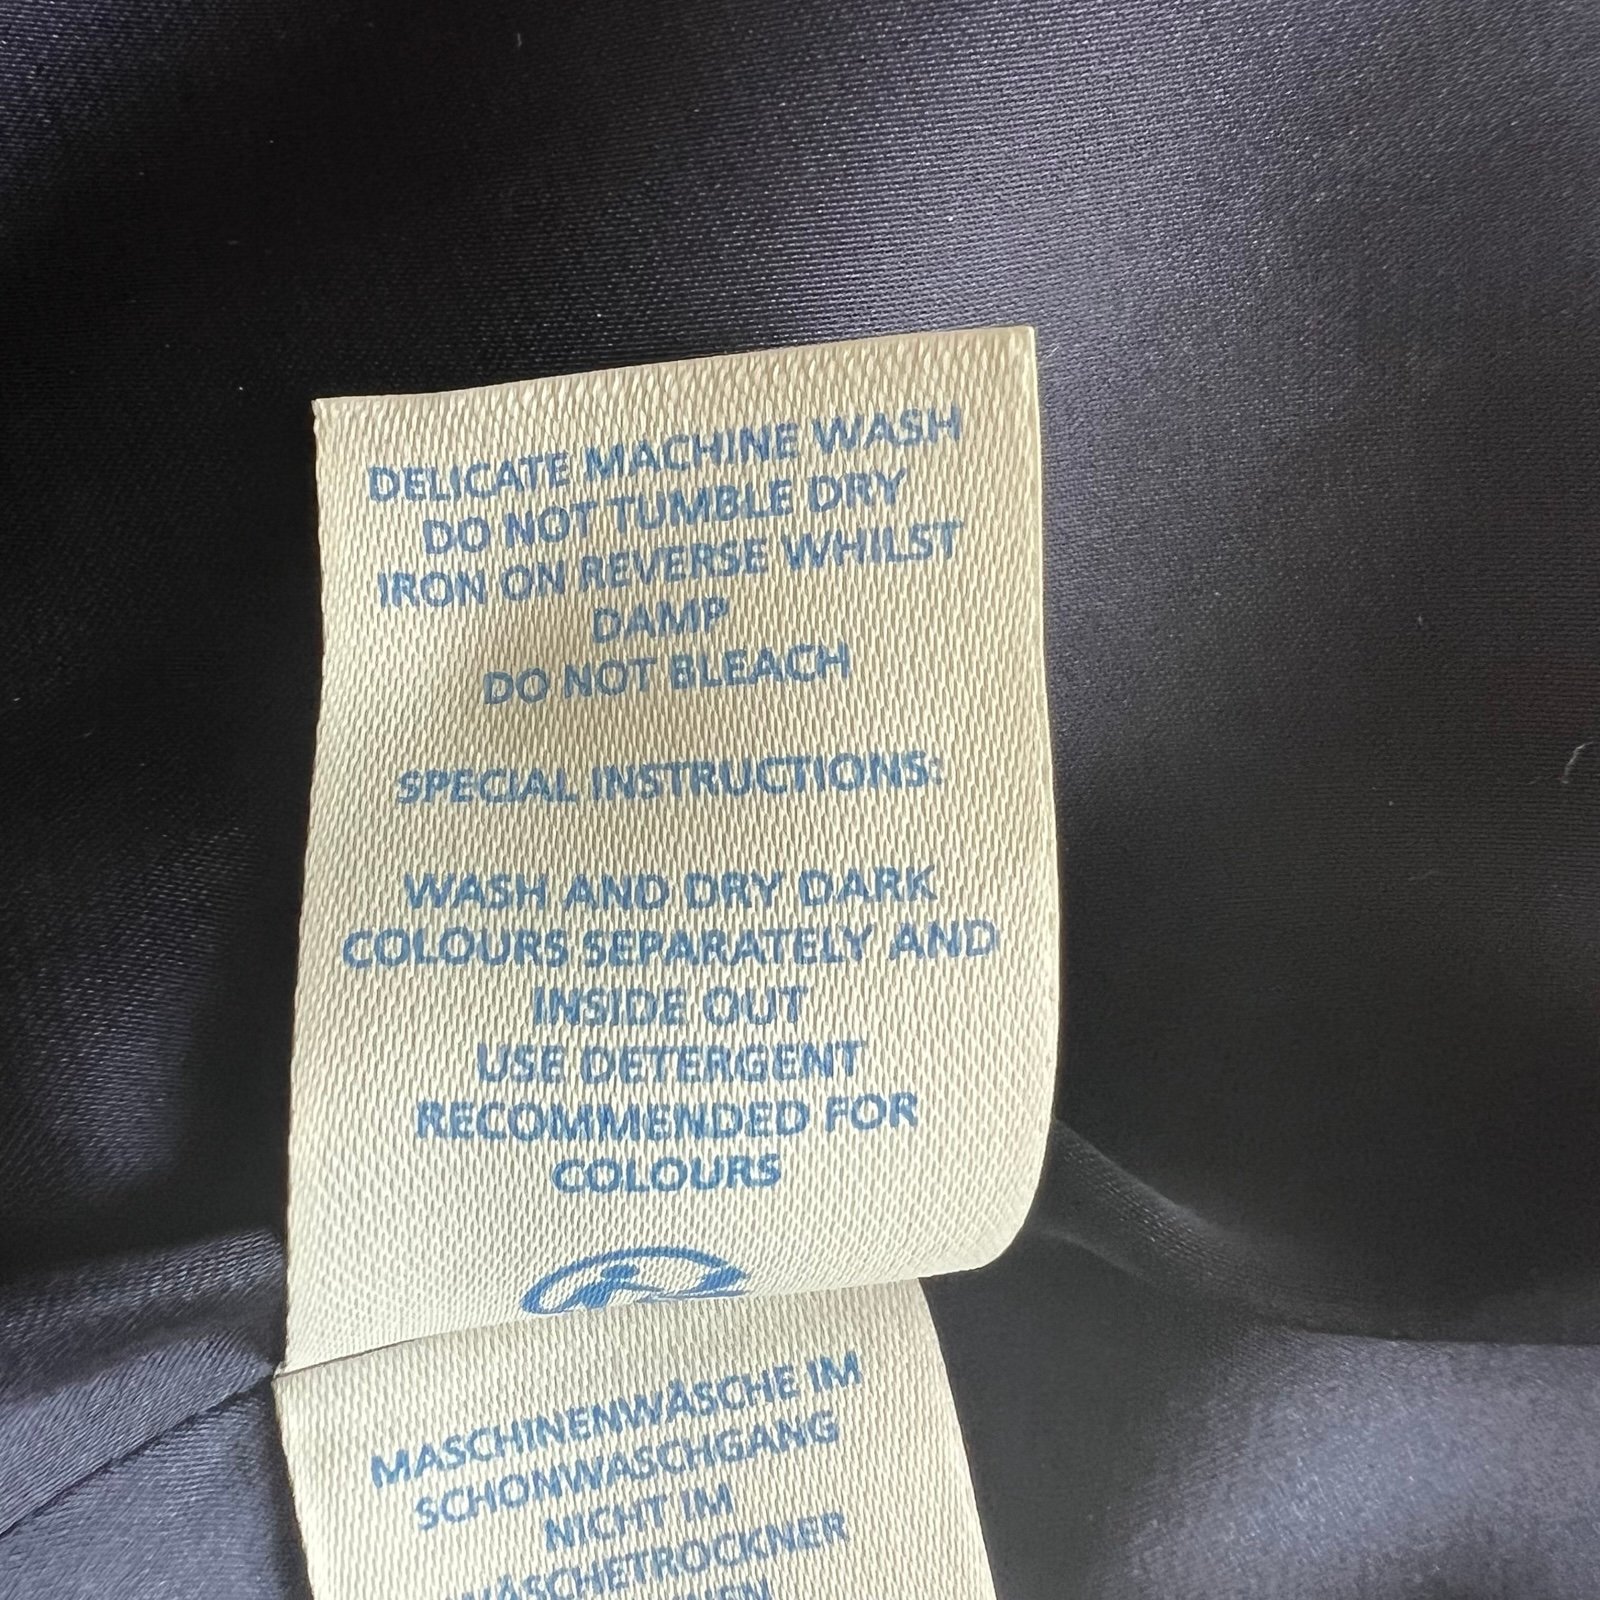 DELICATE MACHINE WASH
DO NOT TUMBLE DRY
IRON ON REVERSE WHILST
DAMP
DO NOT BLEACH
SPECIAL INSTRUCTIONS:
WASH AND DRY DARK
COLOURS SEPARATELY AND
INSIDE OUT
USE DETERGENT
RECOMMENDED FOR
COLOURS
MASCHINENWÅSCHE IM
SCHONWASCHGANG
NICHT IM